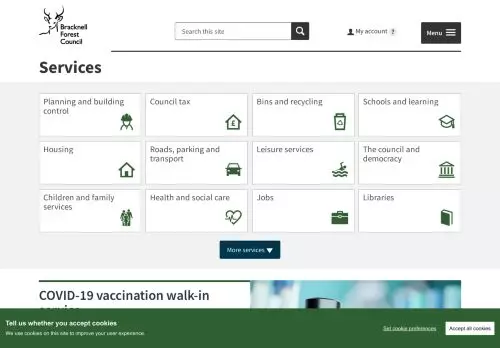 Bracknell
Forest
Council
Search this site
My account ?
Menu
Services
Planning and building
control
Council tax
Bins and recycling
Schools and learning
Housing
Roads, parking and
transport
Leisure services
The council and
democracy
Children and family
services
Health and social care
Jobs
Libraries
More services
COVID-19 vaccination walk-in
Tell us whether you accept cookies
We use cookies on this site to improve your user experience.
Set cookie preferences
Accept all cookies